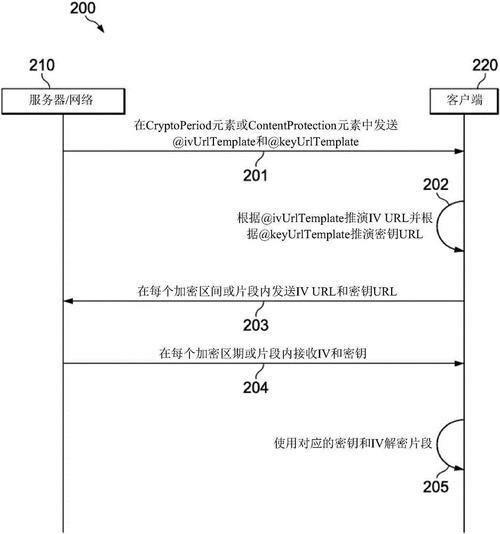 200
210
220
服务器/网络
客户端
在CryptoPeriod元素或ContentProtection元素中发送
@ivUrlTemplate和@keyUrlTemplate
201
202
根据@ivUrlTemplate推演IV URL并根
据@keyUrlTemplate推演密钥URL
在每个加密区间或片段内发送IV URL和密钥URL
203
在每个加密区期或片段内接收IV和密钥
204
使用对应的密钥和IV解密片段
205